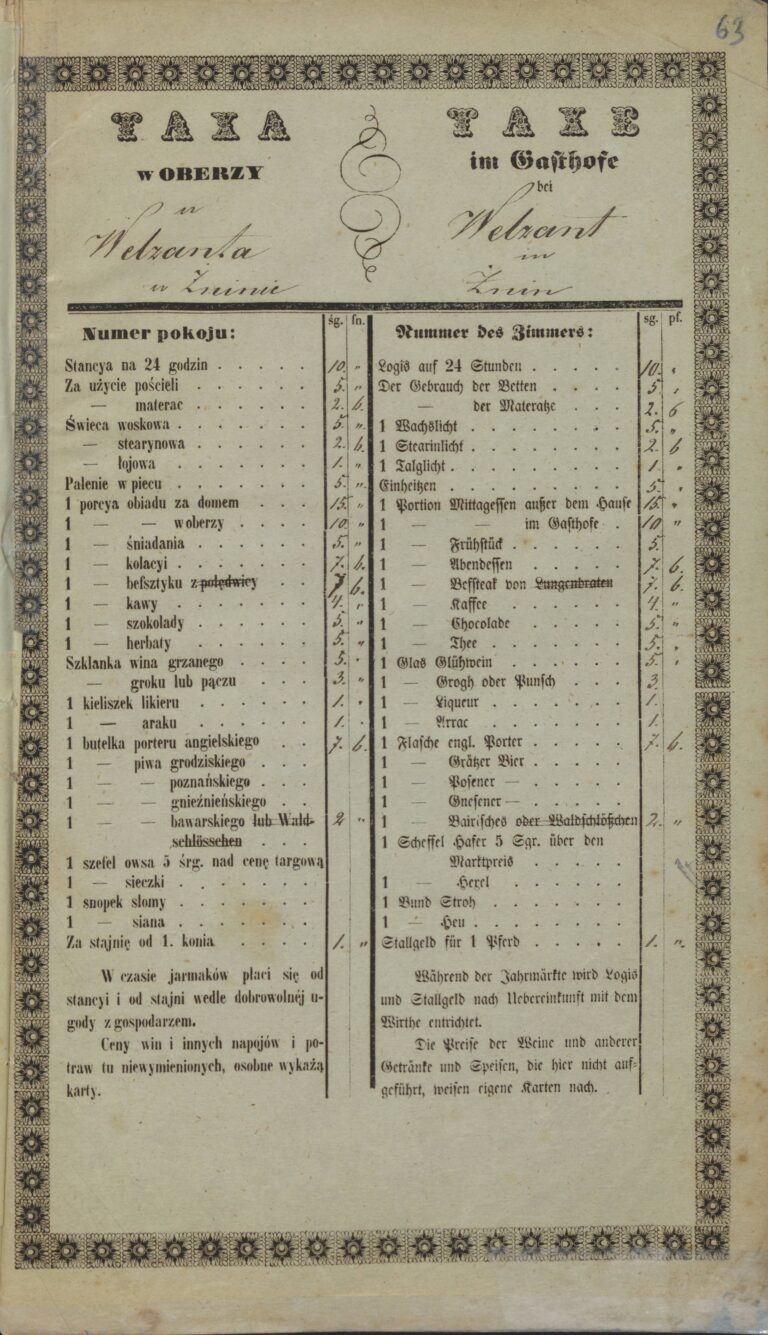 63
TAXA
w OBERZY
u
Welzanta
w Zninie
śg. fn.
Numer pokoju:
Stancya na 24 godzin . . . . . 10. "
Za użycie pościeli . . . . . . 5. "
— materac . . . . . . 2. 6.
Świeca woskowa . . . . . . . 5. "
— stearynowa . . . . . . 2. 6.
— łojowa . . . . . . . 1. "
Palenie w piecu . . . . . . . 5. "
1 porcya obiadu za domem . . . 15. "
1 — — w oberzy . . . . 10. "
1 — śniadania . . . . . . 5. "
1 — kolacyi . . . . . . . 7. 6.
1 — befsztyku z polędwicy . . 7 6.
1 — kawy . . . . . . . 4. "
1 — szokolady . . . . . . 5. "
1 — herbaty . . . . . . 5. "
Szklanka wina grzanego . . . . 5. "
— groku lub pączu . . . 3. "
1 kieliszek likieru . . . . . . 1. "
1 — araku . . . . . . 1. "
1 butelka porteru angielskiego . . 7. 6.
1 — piwa grodziskiego . . .
1 — — poznańskiego . . .
1 — — gnieźnieńskiego . .
1 — — bawarskiego lub Wald- 2 "
schlösschen . . .
1 szefel owsa 5 śrg. nad cenę targową
1 — sieczki . . . . . . .
1 snopek słomy . . . . . . .
1 — siana . . . . . . . .
Za stajnię od 1. konia . . . . 1. "
W czasie jarmaków płaci się od
stancyi i od stajni wedle dobrowolnéj u-
gody z gospodarzem.
Ceny win i innych napojów i po-
traw tu niewymienionych, osobne wykażą
karty.
TAXE
im Gasthofe
bei
Welzant
in
Znin
sg. pf.
Nummer des Zimmers:
Logis auf 24 Stunden . . . . . 10. "
Der Gebrauch der Betten . . . . 5 "
— der Materatze . . . 2. 6
1 Wachslicht . . . . . . . . 5. "
1 Stearinlicht . . . . . . . . 2 6
1 Talglicht . . . . . . . . . 1. "
Einheitzen . . . . . . . . . 5. "
1 Portion Mittagessen außer dem Hause 15. "
1 — — im Gasthofe . 10 "
1 — Frühstück . . . . . . 5.
1 — Abendessen . . . . . 7. 6.
1 — Befsteak von Lungenbraten 7. 6.
1 — Kaffee . . . . . . 4. "
1 — Chocolade . . . . . 5. "
1 — Thee . . . . . . . 5. "
1 Glas Glühwein . . . . . . 5. "
1 — Grogh oder Punsch . . . 3.
1 — Liqueur . . . . . . . 1.
1 — Arrac . . . . . . . 1.
1 Flasche engl. Porter . . . . . 7. 6.
1 — Grätzer Bier . . . . .
1 — Posener — . . . . .
1 — Gnesener — . . . . .
1 — Bairisches oder Waldschlößchen 2. "
1 Scheffel Hafer 5 Sgr. über den
Marktpreis . . . . .
1 — Hexel . . . . . .
1 Bund Stroh . . . . . . .
1 — Heu . . . . . . . .
Stallgeld für 1 Pferd . . . . . 1. "
Während der Jahrmärkte wird Logis
und Stallgeld nach Uebereinkunft mit dem
Wirthe entrichtet.
Die Preise der Weine und anderer
Getränke und Speisen, die hier nicht auf-
geführt, weisen eigene Karten nach.